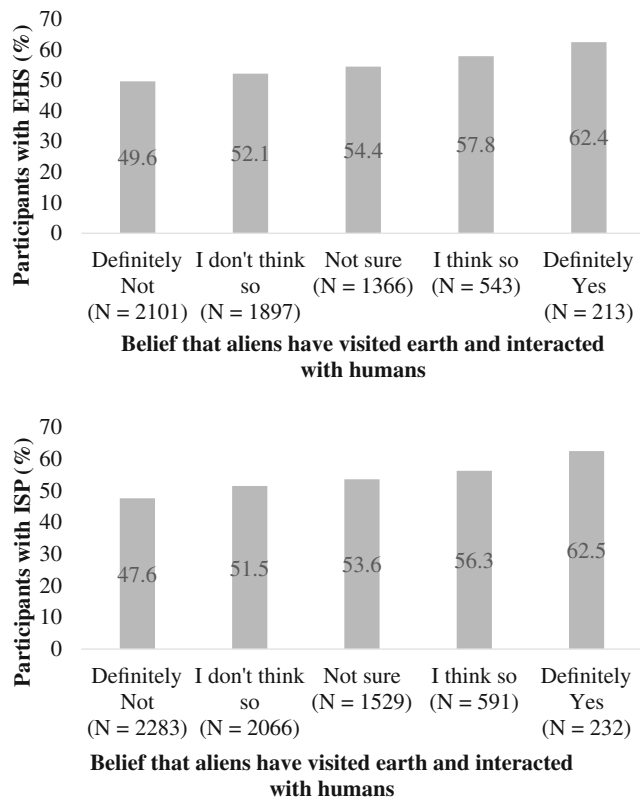 Participants with EHS (%)
70
60
50
40
30
20
10
0
49.6
52.1
54.4
57.8
62.4
Definitely I don't think Not sure I think so Definitely
Not so (N = 1366) (N = 543) Yes
(N = 2101) (N = 1897) (N = 213)
Belief that aliens have visited earth and interacted
with humans
Participants with ISP (%)
70
60
50
40
30
20
10
0
47.6
51.5
53.6
56.3
62.5
Definitely I don't think Not sure I think so Definitely
Not so (N = 1529) (N = 591) Yes
(N = 2283) (N = 2066) (N = 232)
Belief that aliens have visited earth and interacted
with humans